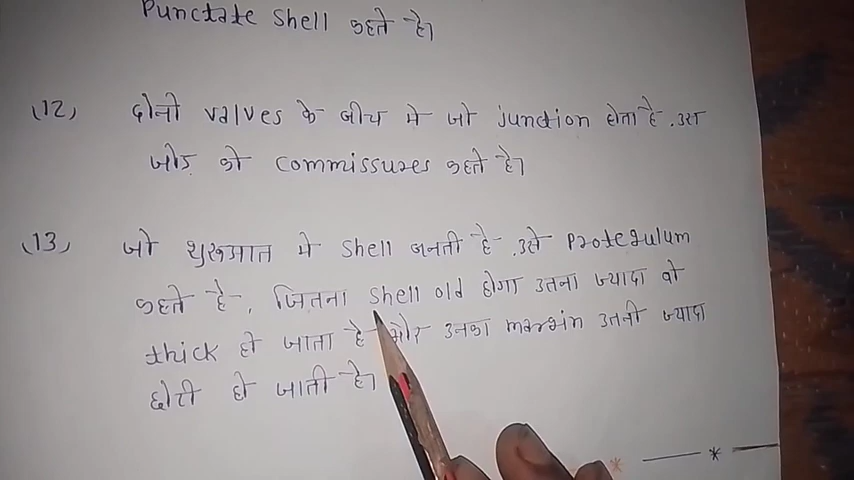 Punctate Shell कहते है।
(12) दोनो valves के बीच मे जो junction होता है. उस
जोड को commissures कहते है।
(13) जो शुरूआत मे Shell बनती है. उसे Protegulum
कहते है. जितना Shell old होगा उतना ज्यादा वो
thick हो जाता है और उनका margin उतनी ज्यादा
छोटी हो जाती है।